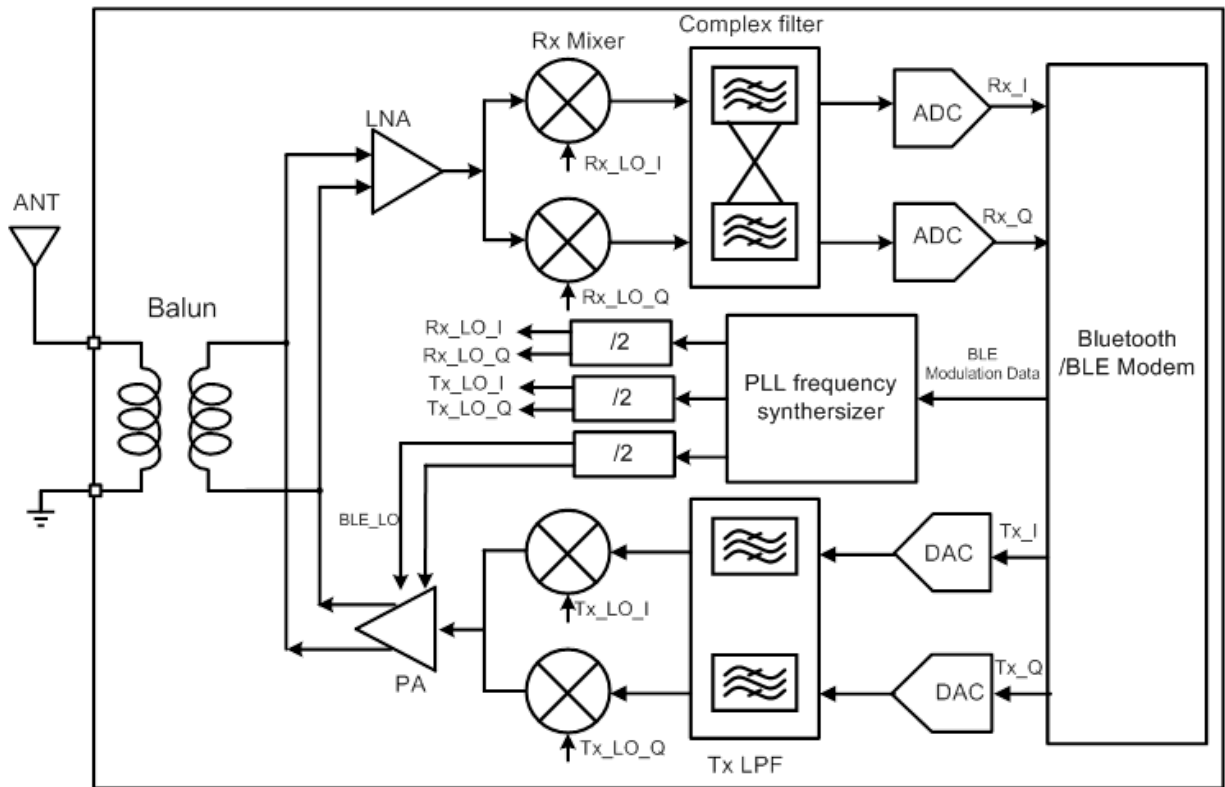 Complex filter
Rx Mixer
LNA
ADC
Rx_I
Rx_LO_I
ANT
ADC
Rx_Q
Rx_LO_Q
Balun
Rx_LO_I
Rx_LO_Q
/2
Tx_LO_I
Tx_LO_Q
/2
/2
PLL frequency
synthersizer
BLE
Modulation Data
Bluetooth
/BLE Modem
BLE_LO
DAC
Tx_I
Tx_LO_I
PA
DAC
Tx_Q
Tx_LO_Q
Tx LPF